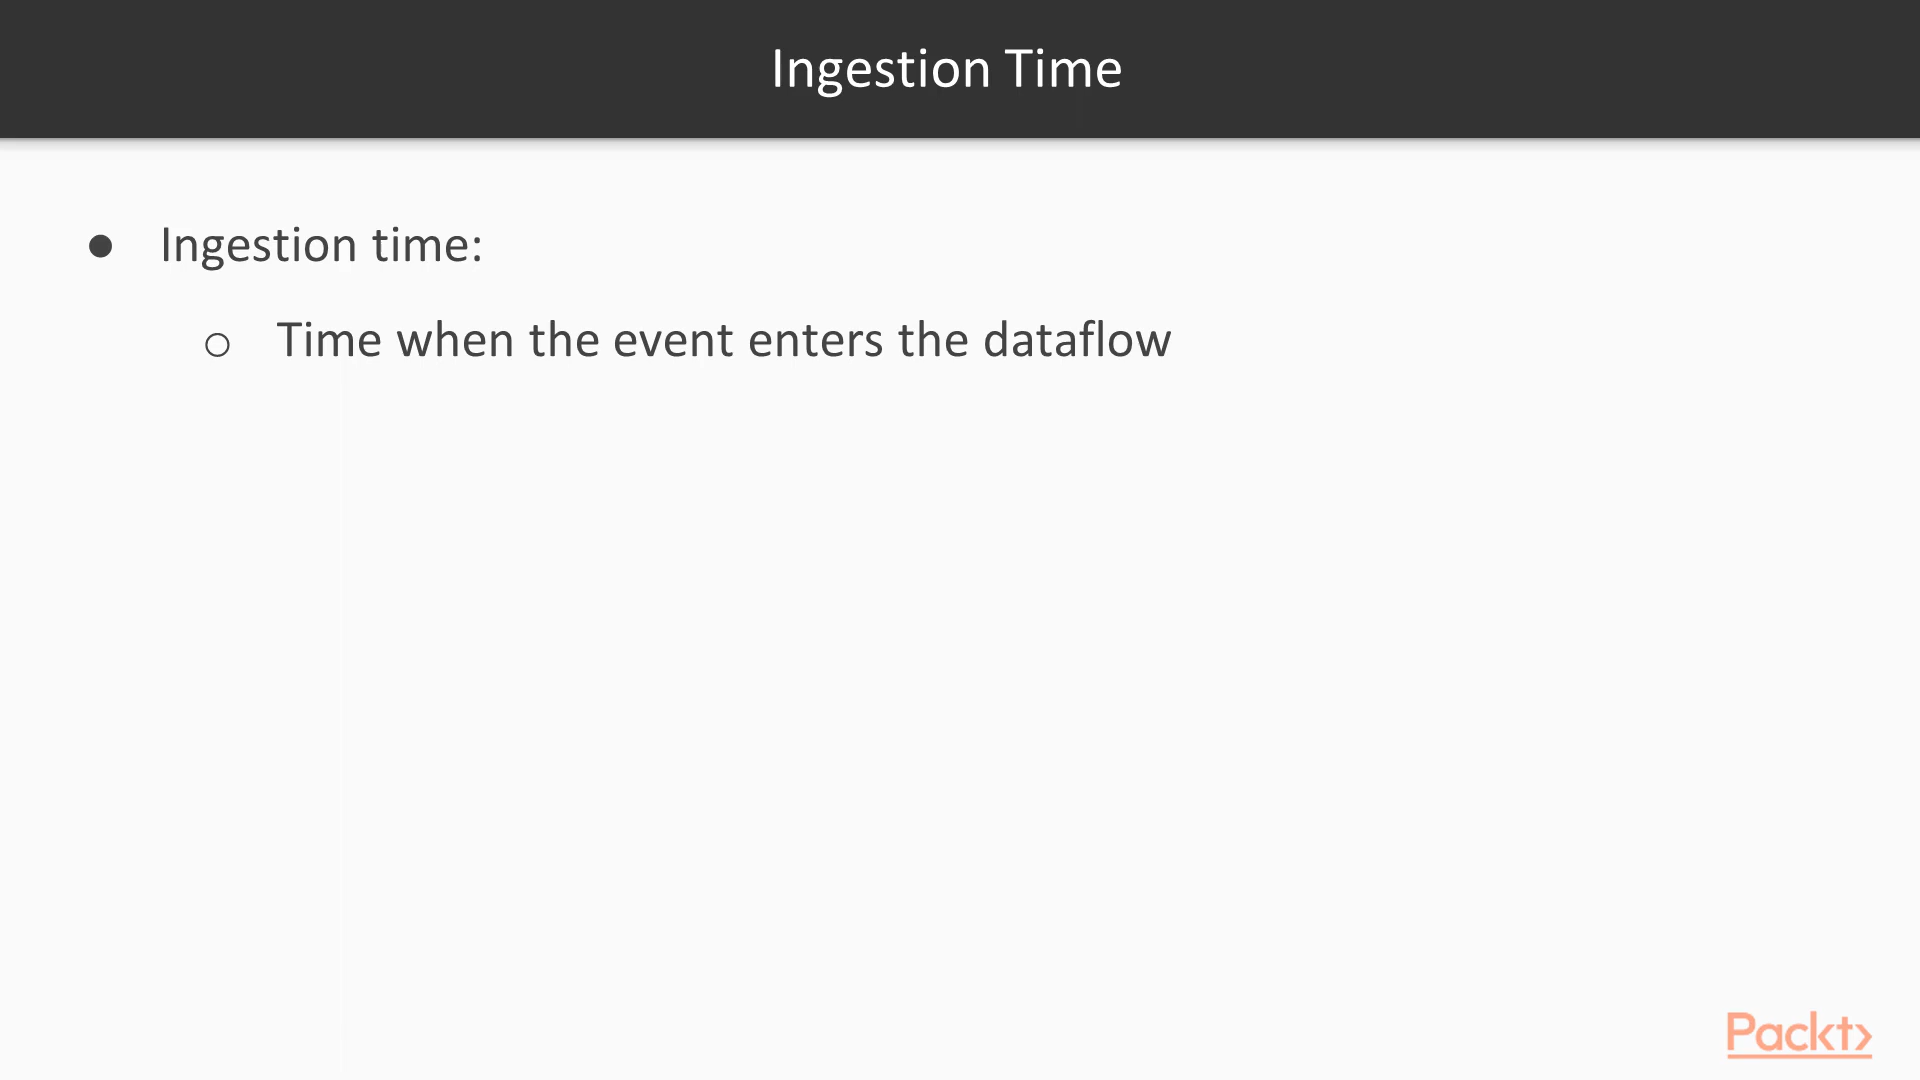 Ingestion Time
● Ingestion time:
○ Time when the event enters the dataflow
Packt>